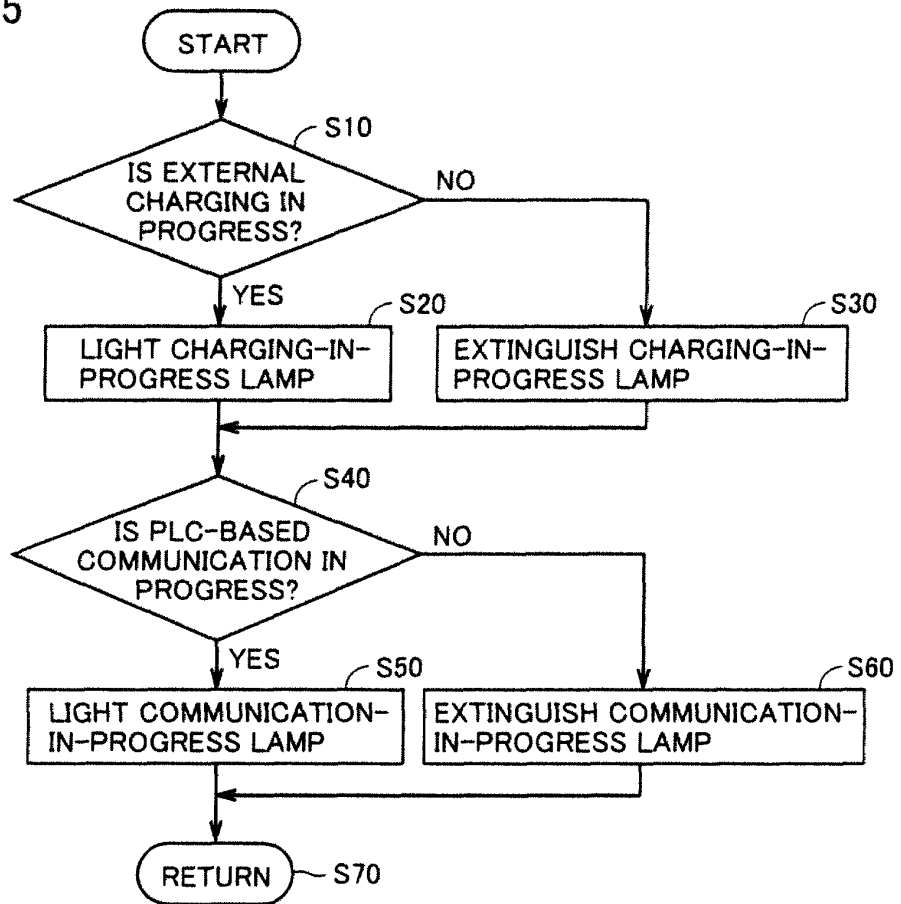 5
START
S10
IS EXTERNAL
CHARGING IN
PROGRESS?
NO
YES
S20
LIGHT CHARGING-IN-
PROGRESS LAMP
S30
EXTINGUISH CHARGING-IN-
PROGRESS LAMP
S40
IS PLC-BASED
COMMUNICATION IN
PROGRESS?
NO
YES
S50
LIGHT COMMUNICATION-
IN-PROGRESS LAMP
S60
EXTINGUISH COMMUNICATION-
IN-PROGRESS LAMP
RETURN
S70